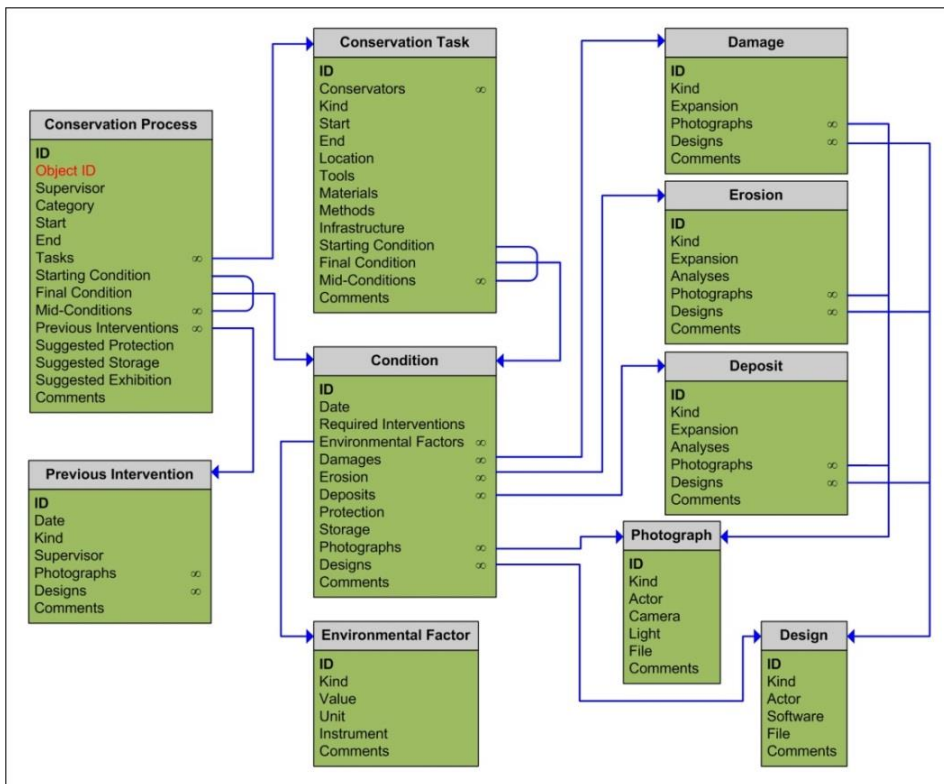 Conservation Process
ID
Object ID
Supervisor
Category
Start
End
Tasks ∞
Starting Condition
Final Condition
Mid-Conditions ∞
Previous Interventions ∞
Suggested Protection
Suggested Storage
Suggested Exhibition
Comments
Previous Intervention
ID
Date
Kind
Supervisor
Photographs ∞
Designs ∞
Comments
Conservation Task
ID
Conservators ∞
Kind
Start
End
Location
Tools
Materials
Methods
Infrastructure
Starting Condition
Final Condition
Mid-Conditions ∞
Comments
Condition
ID
Date
Required Interventions
Environmental Factors ∞
Damages ∞
Erosion ∞
Deposits ∞
Protection
Storage
Photographs ∞
Designs ∞
Comments
Environmental Factor
ID
Kind
Value
Unit
Instrument
Comments
Damage
ID
Kind
Expansion
Photographs ∞
Designs ∞
Comments
Erosion
ID
Kind
Expansion
Analyses
Photographs ∞
Designs ∞
Comments
Deposit
ID
Kind
Expansion
Analyses
Photographs ∞
Designs ∞
Comments
Photograph
ID
Kind
Actor
Camera
Light
File
Comments
Design
ID
Kind
Actor
Software
File
Comments